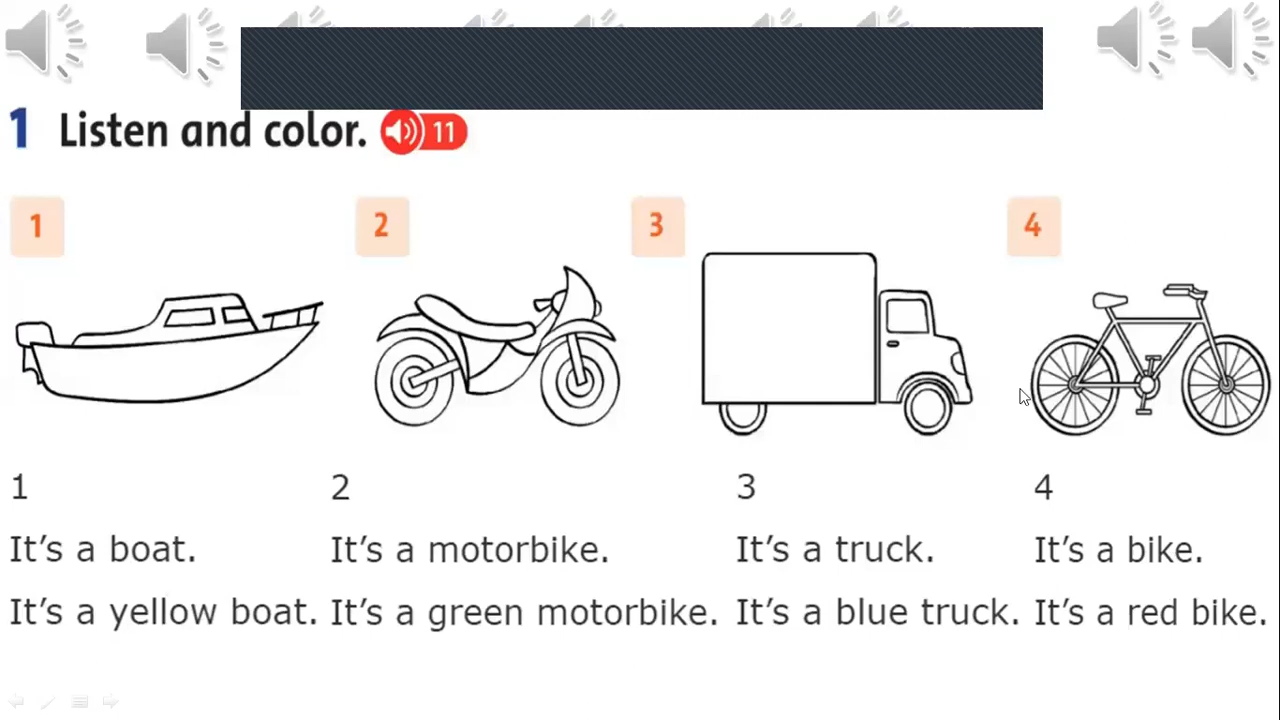 1 Listen and color. 11
1 2 3 4
1 2 3 4
It's a boat. It's a motorbike. It's a truck. It's a bike.
It's a yellow boat. It's a green motorbike. It's a blue truck. It's a red bike.